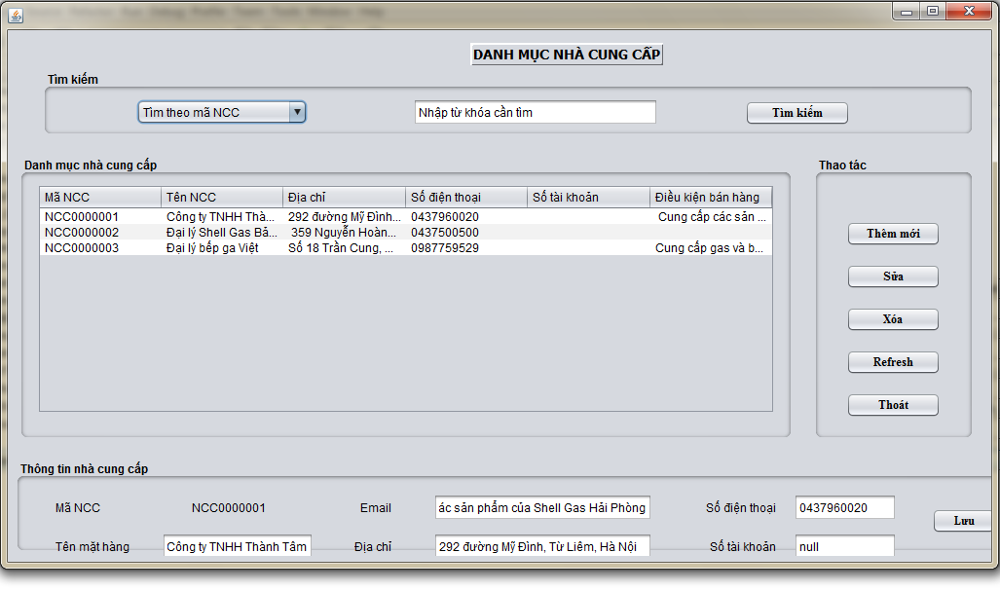 DANH MỤC NHÀ CUNG CẤP
Tìm kiếm
Tìm theo mã NCC Nhập từ khóa cần tìm Tìm kiếm
Danh mục nhà cung cấp Thao tác
Mã NCC Tên NCC Địa chỉ Số điện thoại Số tài khoản Điều kiện bán hàng
NCC0000001 Công ty TNHH Thà... 292 đường Mỹ Đình... 0437960020 Cung cấp các sản ...
NCC0000002 Đại lý Shell Gas Bả... 359 Nguyễn Hoàn... 0437500500
NCC0000003 Đại lý bếp ga Việt Số 18 Trần Cung, ... 0987759529 Cung cấp gas và b...
Thêm mới
Sửa
Xóa
Refresh
Thoát
Thông tin nhà cung cấp
Mã NCC NCC0000001 Email ác sản phẩm của Shell Gas Hải Phòng Số điện thoại 0437960020
Lưu
Tên mặt hàng Công ty TNHH Thành Tâm Địa chỉ 292 đường Mỹ Đình, Từ Liêm, Hà Nội Số tài khoản null